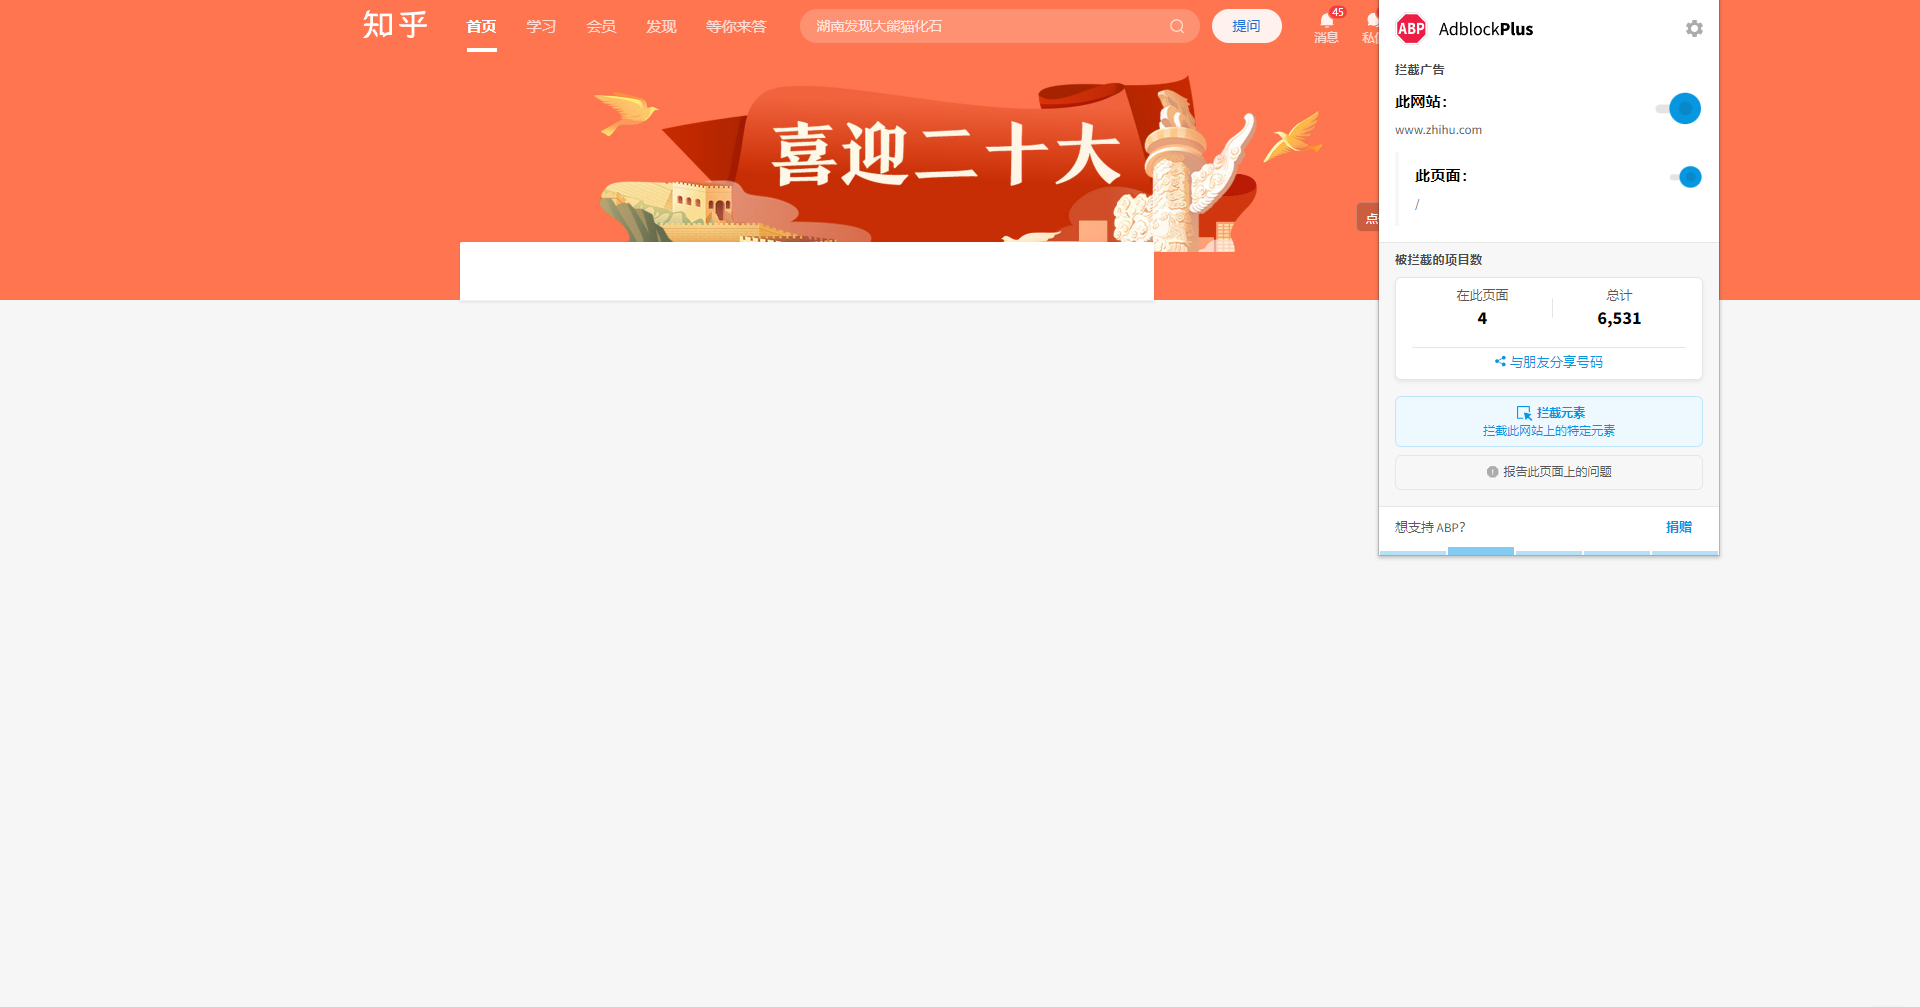 知乎
首页 学习 会员 发现 等你来答
湖南发现大熊猫化石
提问
45
消息
喜迎二十大
ABP AdblockPlus
拦截广告
此网站：
www.zhihu.com
此页面：
/
被拦截的项目数
在此页面 总计
4 6,531
与朋友分享号码
拦截元素
拦截此网站上的特定元素
报告此页面上的问题
想支持 ABP？ 捐赠